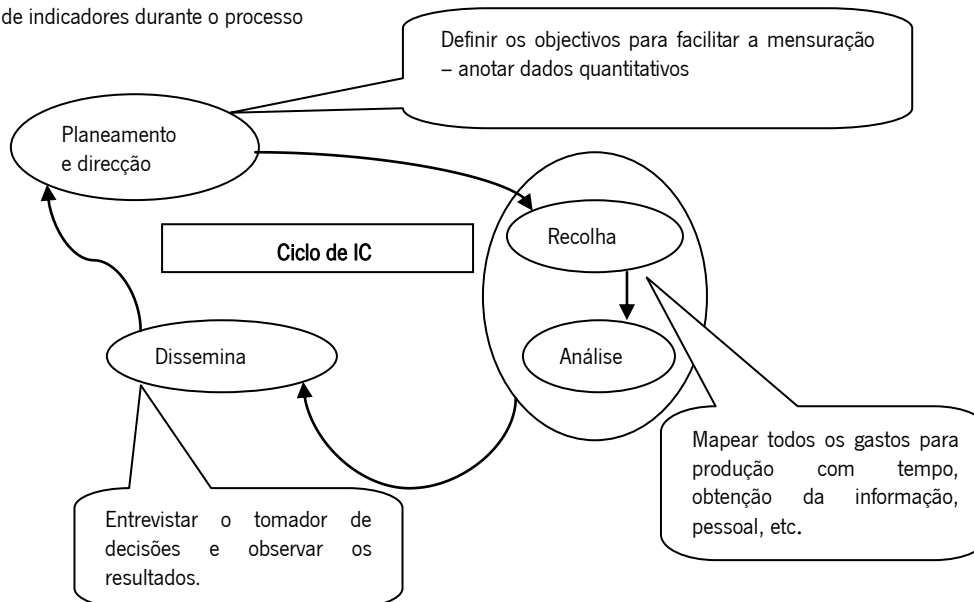 de indicadores durante o processo
Definir os objectivos para facilitar a mensuração
– anotar dados quantitativos
Planeamento
e direcção
Recolha
Ciclo de IC
Dissemina
Análise
Mapear todos os gastos para
produção com tempo,
obtenção da informação,
pessoal, etc.
Entrevistar o tomador de
decisões e observar os
resultados.